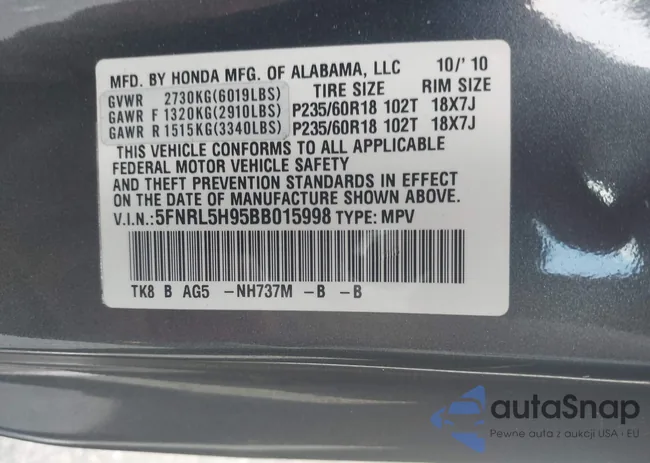 MFD. BY HONDA MFG. OF ALABAMA, LLC 10/'10
GVWR 2730KG(6019LBS) TIRE SIZE RIM SIZE
GAWR F 1320KG(2910LBS) P235/60R18 102T 18X7J
GAWR R 1515KG(3340LBS) P235/60R18 102T 18X7J
THIS VEHICLE CONFORMS TO ALL APPLICABLE
FEDERAL MOTOR VEHICLE SAFETY
AND THEFT PREVENTION STANDARDS IN EFFECT
ON THE DATE OF MANUFACTURE SHOWN ABOVE.
V.I.N.:5FNRL5H95BB015998 TYPE: MPV
TK8 B AG5 -NH737M -B -B
autaSnap
Pewne auta z aukcji USA · EU